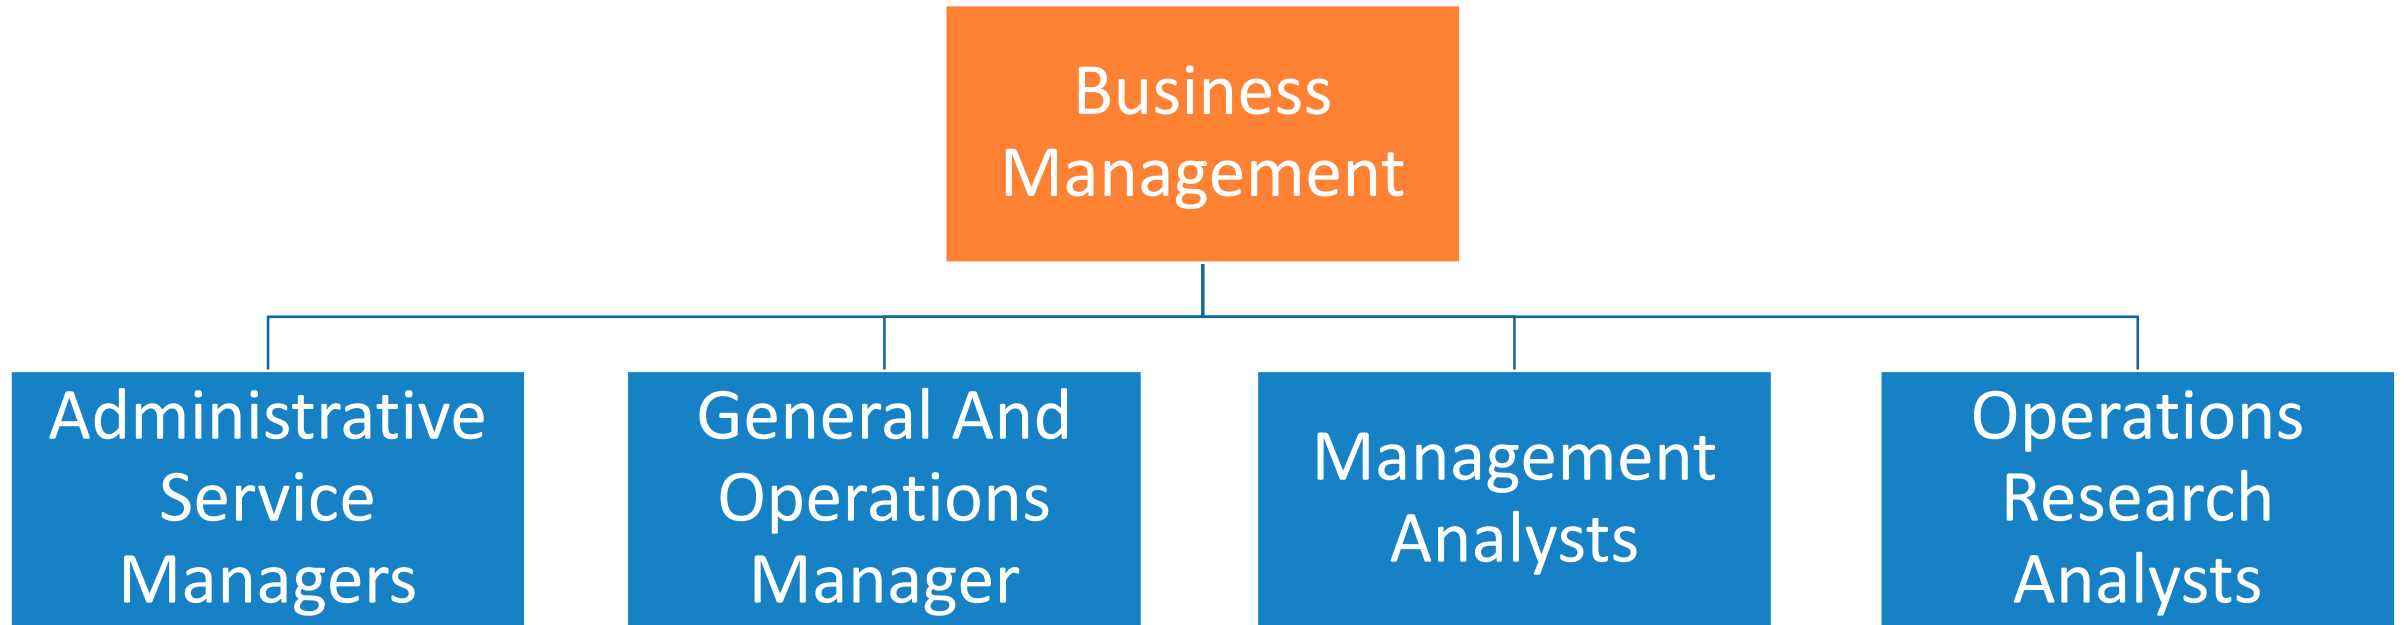 Business
Management
Administrative
Service
Managers
General And
Operations
Manager
Management
Analysts
Operations
Research
Analysts